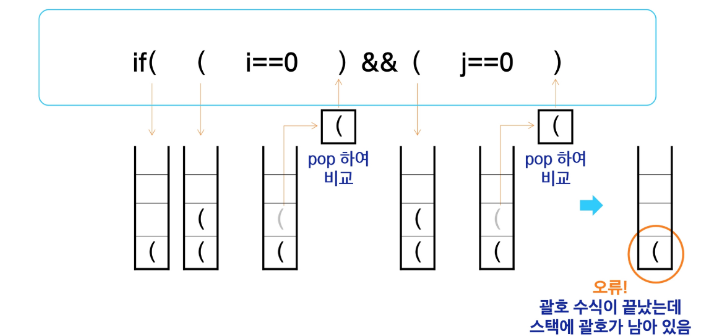 if( ( i==0 ) && ( j==0 )
( (
pop 하여
비교
pop 하여
비교
( ( ( ( (
( ( ( ( ( (
오류!
괄호 수식이 끝났는데
스택에 괄호가 남아 있음